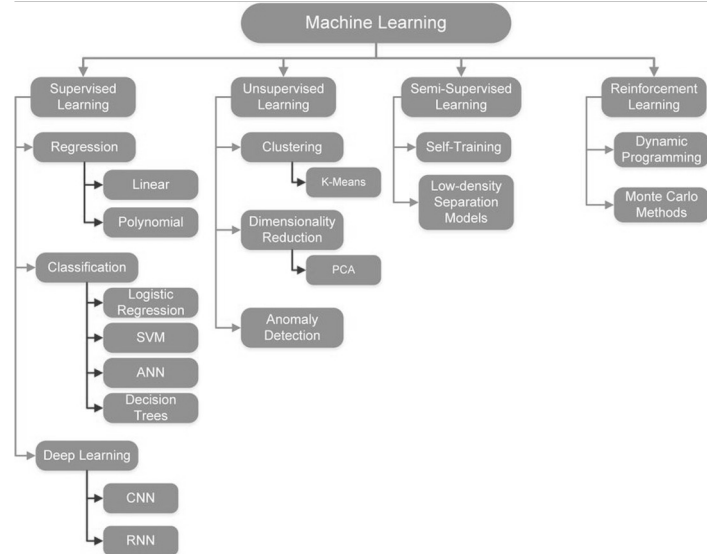 Machine Learning
Supervised
Learning
Unsupervised
Learning
Semi-Supervised
Learning
Reinforcement
Learning
Regression
Linear
Polynomial
Classification
Logistic
Regression
SVM
ANN
Decision
Trees
Deep Learning
CNN
RNN
Clustering
K-Means
Dimensionality
Reduction
PCA
Anomaly
Detection
Self-Training
Low-density
Separation
Models
Dynamic
Programming
Monte Carlo
Methods